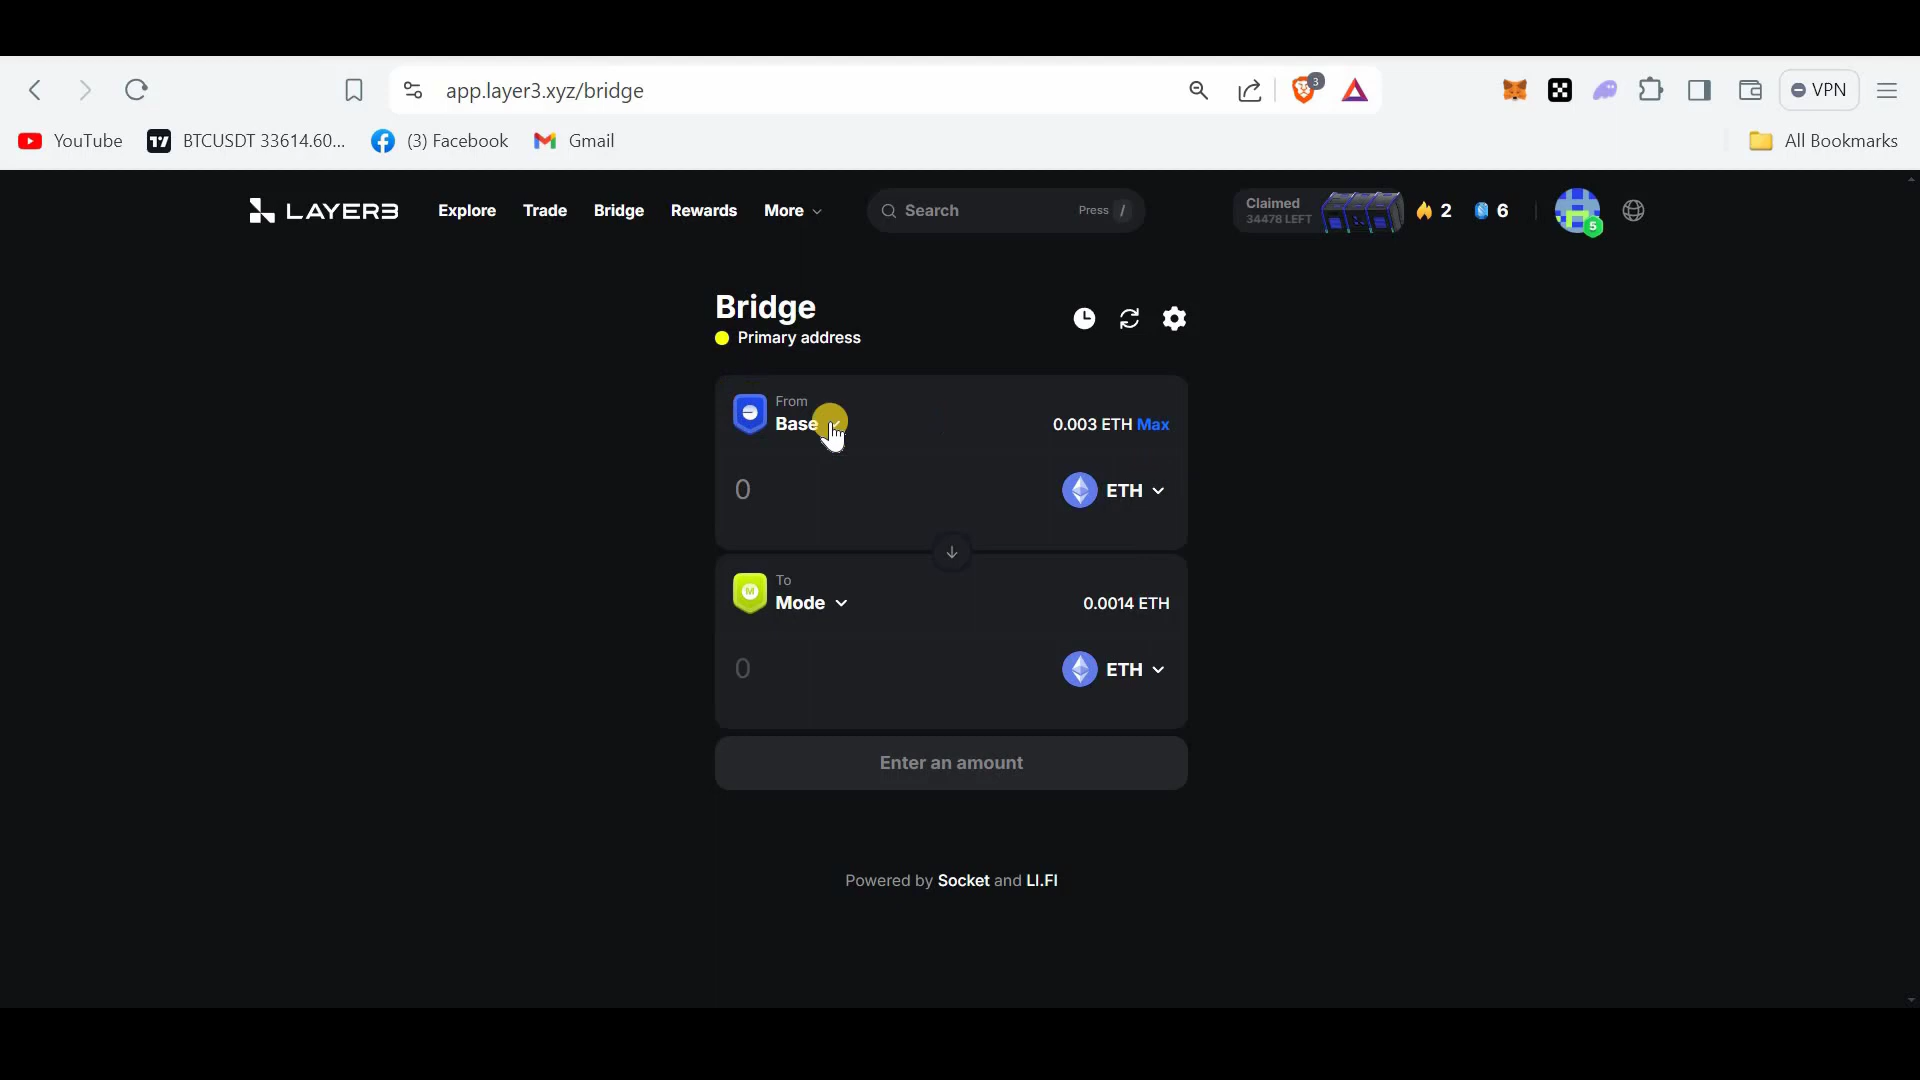 app.layer3.xyz/bridge
3
VPN
YouTube
BTCUSDT 33614.60...
(3) Facebook
Gmail
All Bookmarks
LAYER3
Explore
Trade
Bridge
Rewards
More
Search
Press /
Claimed
34478 LEFT
2
6
5
Bridge
Primary address
From
Base
0.003 ETH Max
0
ETH
To
Mode
0.0014 ETH
0
ETH
Enter an amount
Powered by Socket and LI.FI